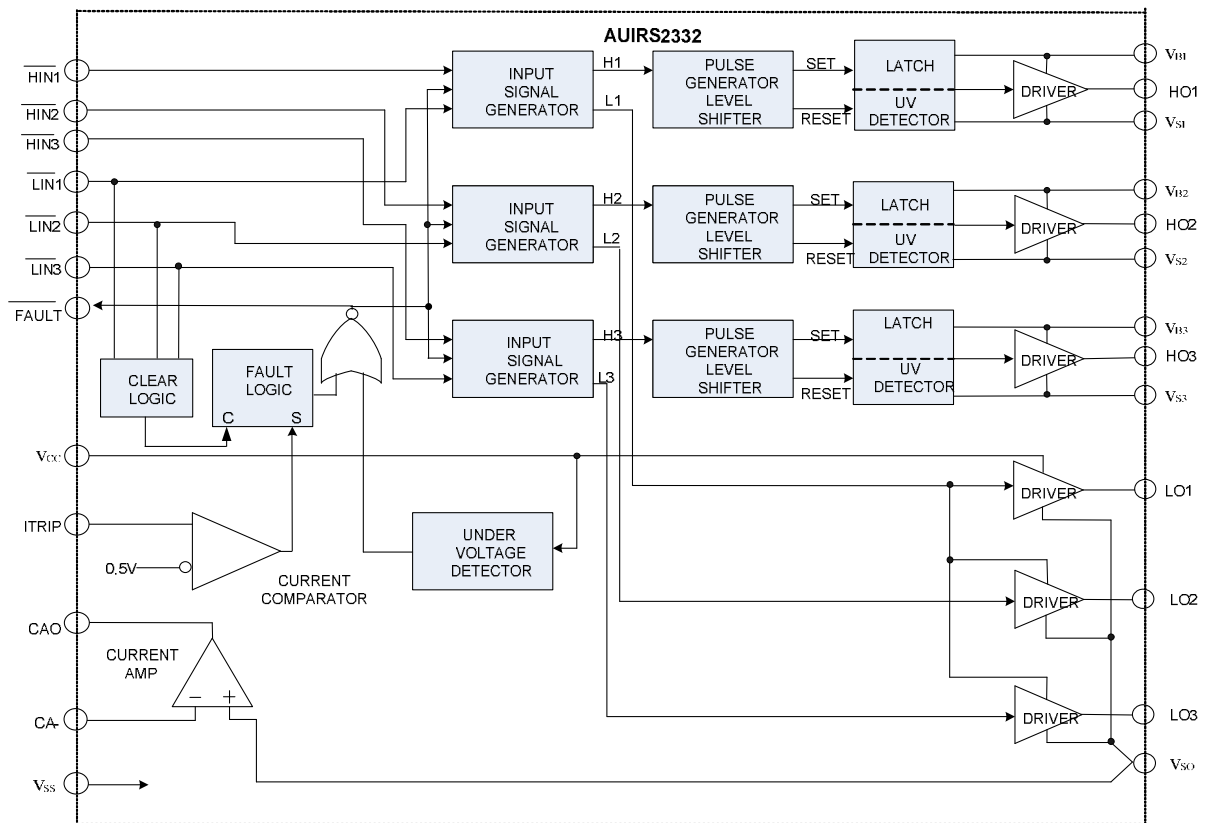 AUIRS2332
HIN1
HIN2
HIN3
LIN1
LIN2
LIN3
FAULT
VCC
ITRIP
0.5V
CAO
CA-
VSS
INPUT
SIGNAL
GENERATOR
H1
L1
PULSE
GENERATOR
LEVEL
SHIFTER
SET
RESET
LATCH
UV
DETECTOR
DRIVER
VB1
HO1
VS1
INPUT
SIGNAL
GENERATOR
H2
L2
PULSE
GENERATOR
LEVEL
SHIFTER
SET
RESET
LATCH
UV
DETECTOR
DRIVER
VB2
HO2
VS2
INPUT
SIGNAL
GENERATOR
H3
L3
PULSE
GENERATOR
LEVEL
SHIFTER
SET
RESET
LATCH
UV
DETECTOR
DRIVER
VB3
HO3
VS3
CLEAR
LOGIC
FAULT
LOGIC
C
S
CURRENT
COMPARATOR
UNDER
VOLTAGE
DETECTOR
CURRENT
AMP
−
+
DRIVER
LO1
DRIVER
LO2
DRIVER
LO3
VSO